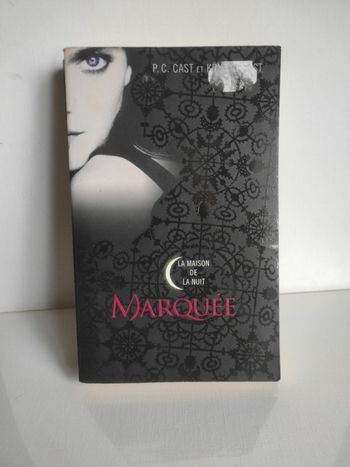 P. C. CAST ET
LA MAISON
DE
LA NUIT
MARQUÉE